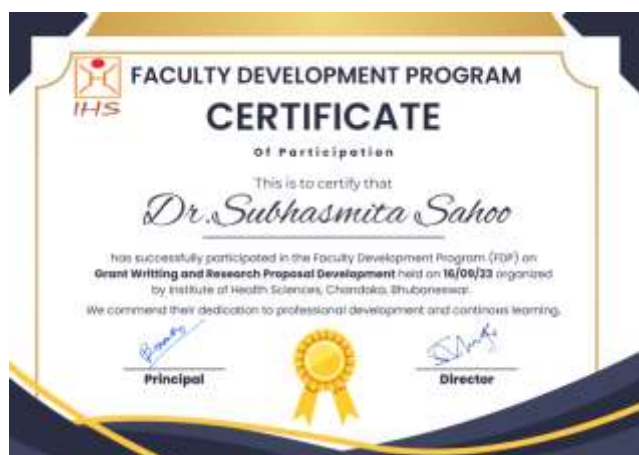 IHS
FACULTY DEVELOPMENT PROGRAM
CERTIFICATE
Of Participation
This is to certify that
Dr.Subhasmita Sahoo
has successfully participated in the Faculty Development Program (FDP) on
Grant Writting and Research Proposal Development held on 16/09/23 organized
by Institute of Health Sciences, Chandaka, Bhubaneswar.
We commend their dedication to professional development and continous learning.
Principal
Director